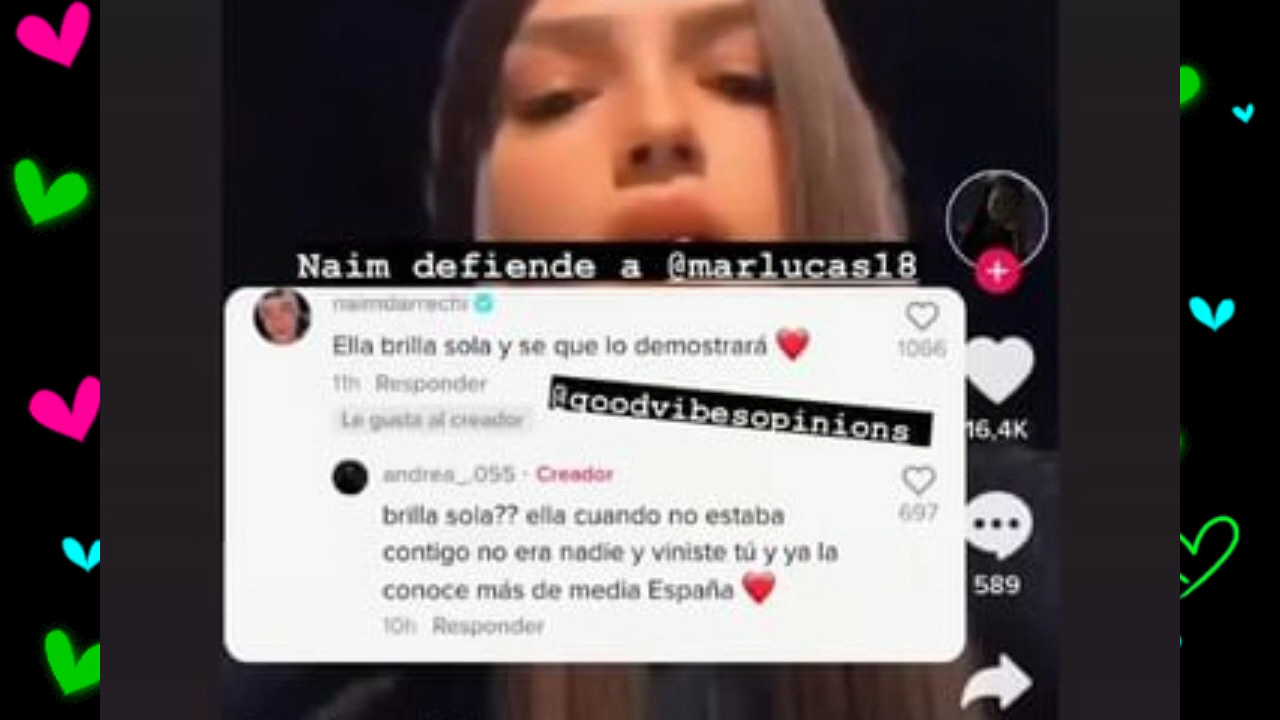 Naim defiende a @marlucas18
naimdarrechi
Ella brilla sola y se que lo demostrará
1066
11h Responder
Le gusta al creador
@goodvibesopinions
16,4K
andrea_.055 · Creador
697
brilla sola?? ella cuando no estaba
contigo no era nadie y viniste tú y ya la
conoce más de media España
589
10h Responder